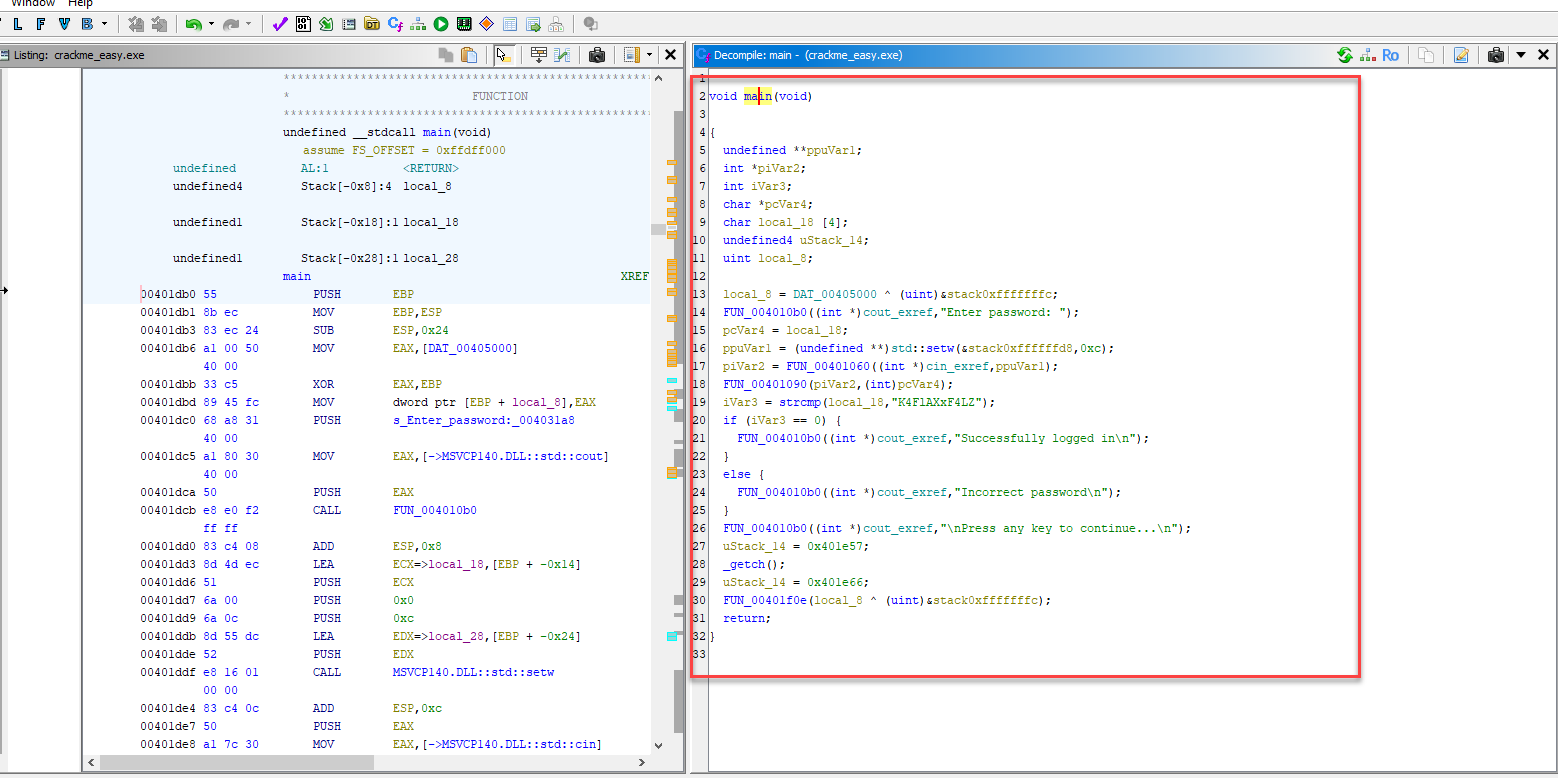 Window Help
L F V B
DT Cf
Listing: crackme_easy.exe
*************************************************
* FUNCTION
*************************************************
undefined __stdcall main(void)
assume FS_OFFSET = 0xffdff000
undefined AL:1 <RETURN>
undefined4 Stack[-0x8]:4 local_8
undefined1 Stack[-0x18]:1 local_18
undefined1 Stack[-0x28]:1 local_28
main XREF
00401db0 55 PUSH EBP
00401db1 8b ec MOV EBP,ESP
00401db3 83 ec 24 SUB ESP,0x24
00401db6 a1 00 50 MOV EAX,[DAT_00405000]
40 00
00401dbb 33 c5 XOR EAX,EBP
00401dbd 89 45 fc MOV dword ptr [EBP + local_8],EAX
00401dc0 68 a8 31 PUSH s_Enter_password:_004031a8
40 00
00401dc5 a1 80 30 MOV EAX,[->MSVCP140.DLL::std::cout]
40 00
00401dca 50 PUSH EAX
00401dcb e8 e0 f2 CALL FUN_004010b0
ff ff
00401dd0 83 c4 08 ADD ESP,0x8
00401dd3 8d 4d ec LEA ECX=>local_18,[EBP + -0x14]
00401dd6 51 PUSH ECX
00401dd7 6a 00 PUSH 0x0
00401dd9 6a 0c PUSH 0xc
00401ddb 8d 55 dc LEA EDX=>local_28,[EBP + -0x24]
00401dde 52 PUSH EDX
00401ddf e8 16 01 CALL MSVCP140.DLL::std::setw
00 00
00401de4 83 c4 0c ADD ESP,0xc
00401de7 50 PUSH EAX
00401de8 a1 7c 30 MOV EAX,[->MSVCP140.DLL::std::cin]
Cf Decompile: main - (crackme_easy.exe)
Ro
1
2 void main(void)
3
4 {
5 undefined **ppuVar1;
6 int *piVar2;
7 int iVar3;
8 char *pcVar4;
9 char local_18 [4];
10 undefined4 uStack_14;
11 uint local_8;
12
13 local_8 = DAT_00405000 ^ (uint)&stack0xfffffffc;
14 FUN_004010b0((int *)cout_exref,"Enter password: ");
15 pcVar4 = local_18;
16 ppuVar1 = (undefined **)std::setw(&stack0xffffffd8,0xc);
17 piVar2 = FUN_00401060((int *)cin_exref,ppuVar1);
18 FUN_00401090(piVar2,(int)pcVar4);
19 iVar3 = strcmp(local_18,"K4FlAXxF4LZ");
20 if (iVar3 == 0) {
21 FUN_004010b0((int *)cout_exref,"Successfully logged in\n");
22 }
23 else {
24 FUN_004010b0((int *)cout_exref,"Incorrect password\n");
25 }
26 FUN_004010b0((int *)cout_exref,"\nPress any key to continue...\n");
27 uStack_14 = 0x401e57;
28 _getch();
29 uStack_14 = 0x401e66;
30 FUN_00401f0e(local_8 ^ (uint)&stack0xfffffffc);
31 return;
32 }
33